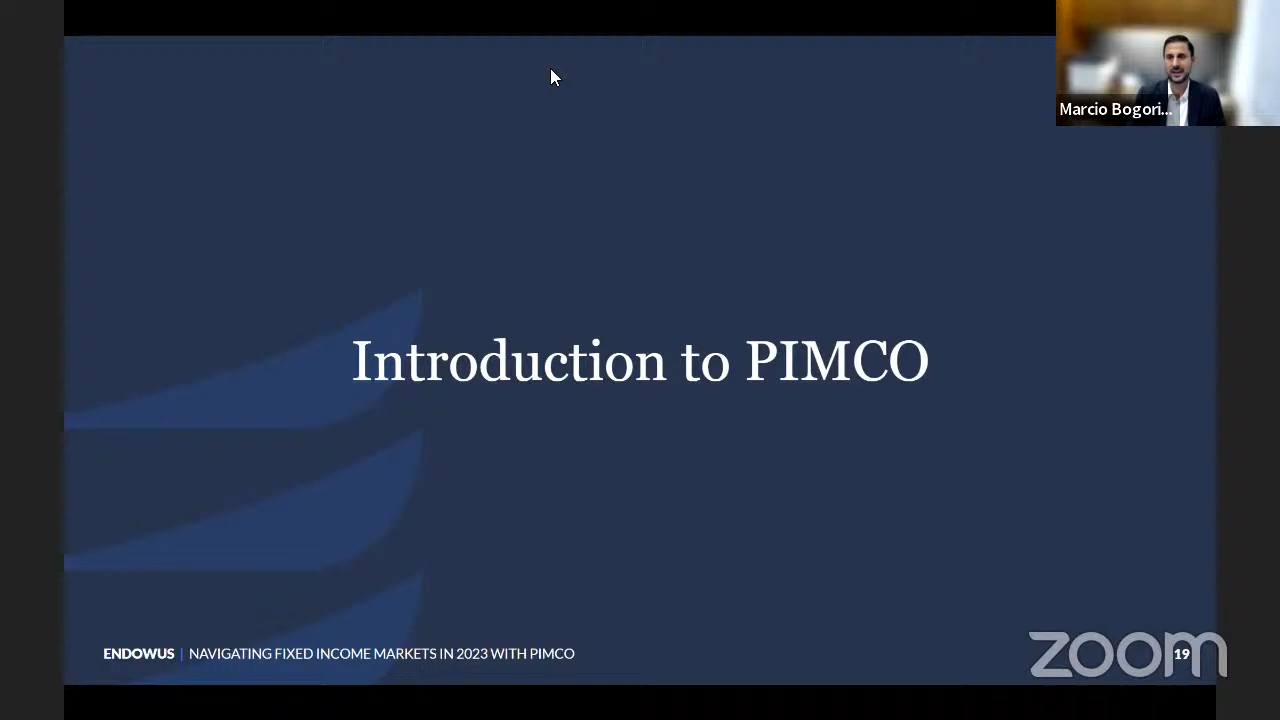 Marcio Bogori...
Introduction to PIMCO
ENDOWUS | NAVIGATING FIXED INCOME MARKETS IN 2023 WITH PIMCO
zoom
19